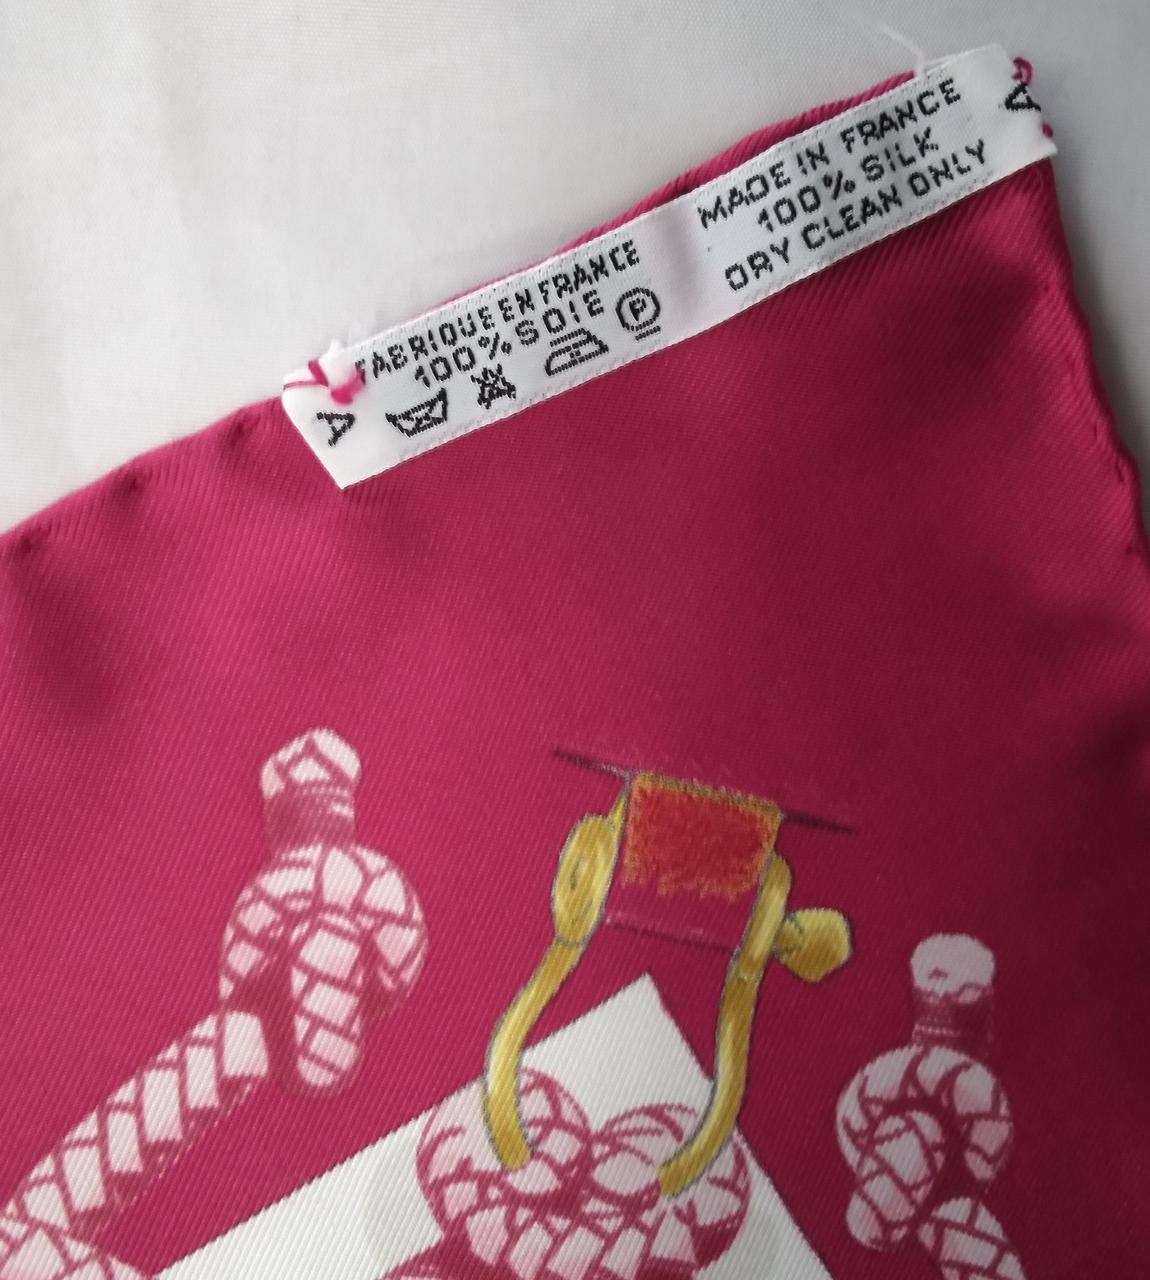 FABRIQUE EN FRANCE
100% SOIE
P
A
MADE IN FRANCE
100% SILK
DRY CLEAN ONLY
A